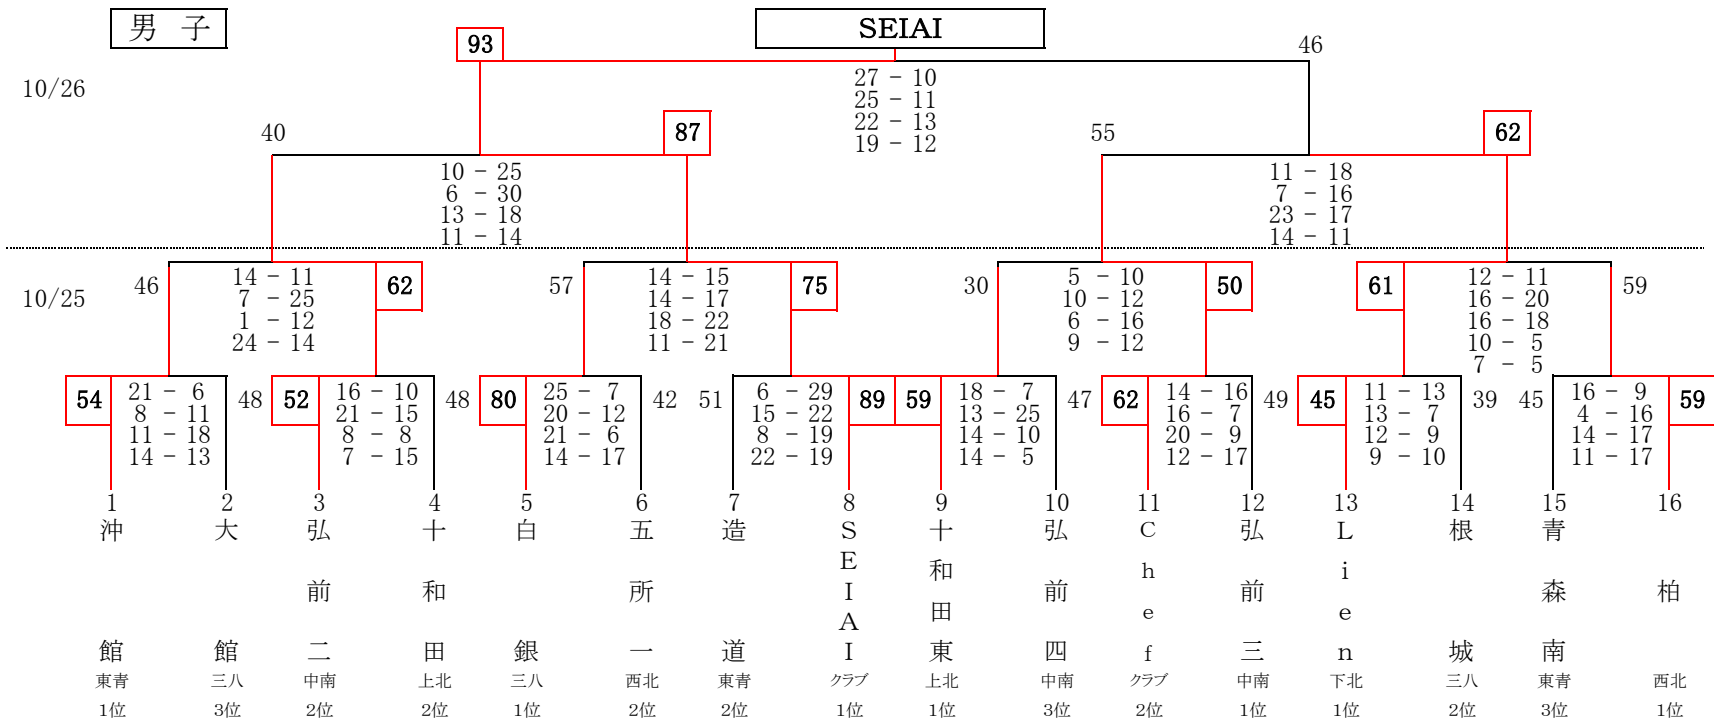 男 子
SEIAI
93
46
10/26
27 - 10
25 - 11
22 - 13
19 - 12
40
87
55
62
10 - 25
6 - 30
13 - 18
11 - 14
11 - 18
7 - 16
23 - 17
14 - 11
10/25
46
14 - 11
7 - 25
1 - 12
24 - 14
62
57
14 - 15
14 - 17
18 - 22
11 - 21
75
30
5 - 10
10 - 12
6 - 16
9 - 12
50
61
12 - 11
16 - 20
16 - 18
10 - 5
7 - 5
59
54
21 - 6
8 - 11
11 - 18
14 - 13
48
52
16 - 10
21 - 15
8 - 8
7 - 15
48
80
25 - 7
20 - 12
21 - 6
14 - 17
42
51
6 - 29
15 - 22
8 - 19
22 - 19
89
59
18 - 7
13 - 25
14 - 10
14 - 5
47
62
14 - 16
16 - 7
20 - 9
12 - 17
49
45
11 - 13
13 - 7
12 - 9
9 - 10
39
45
16 - 9
4 - 16
14 - 17
11 - 17
59
1 2 3 4 5 6 7 8 9 10 11 12 13 14 15 16
沖館
大館
弘前二
十和田
白銀
五所一
造道
SEIAI
十和田東
弘前四
Chef
弘前三
Lien
根城
青森南
柏
東青 三八 中南 上北 三八 西北 東青 クラブ 上北 中南 クラブ 中南 下北 三八 東青 西北
1位 3位 2位 2位 1位 2位 2位 1位 1位 3位 2位 1位 1位 2位 3位 1位